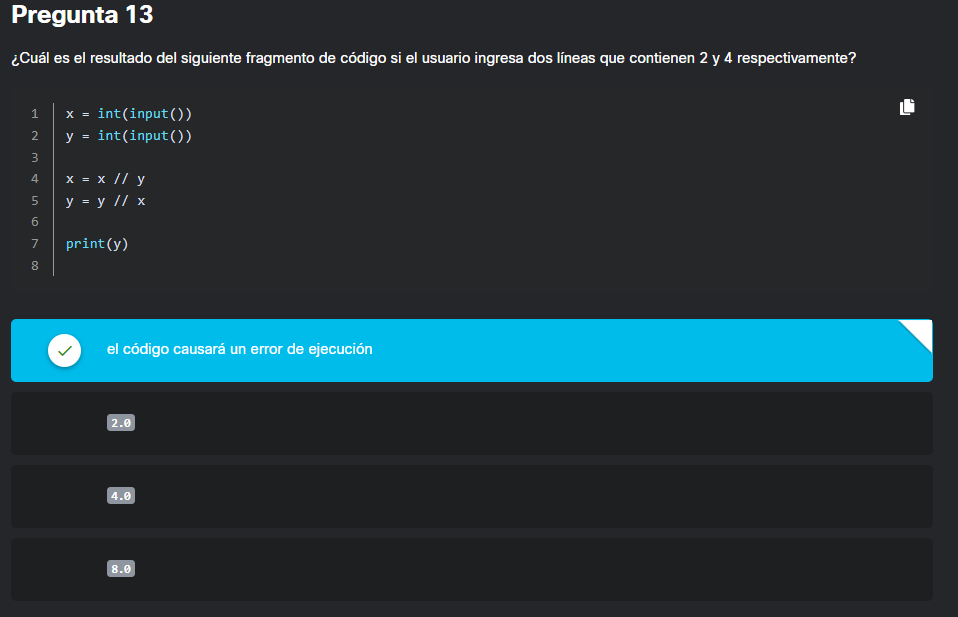 Pregunta 13
¿Cuál es el resultado del siguiente fragmento de código si el usuario ingresa dos líneas que contienen 2 y 4 respectivamente?
1 x = int(input())
2 y = int(input())
3
4 x = x // y
5 y = y // x
6
7 print(y)
8
el código causará un error de ejecución
2.0
4.0
8.0